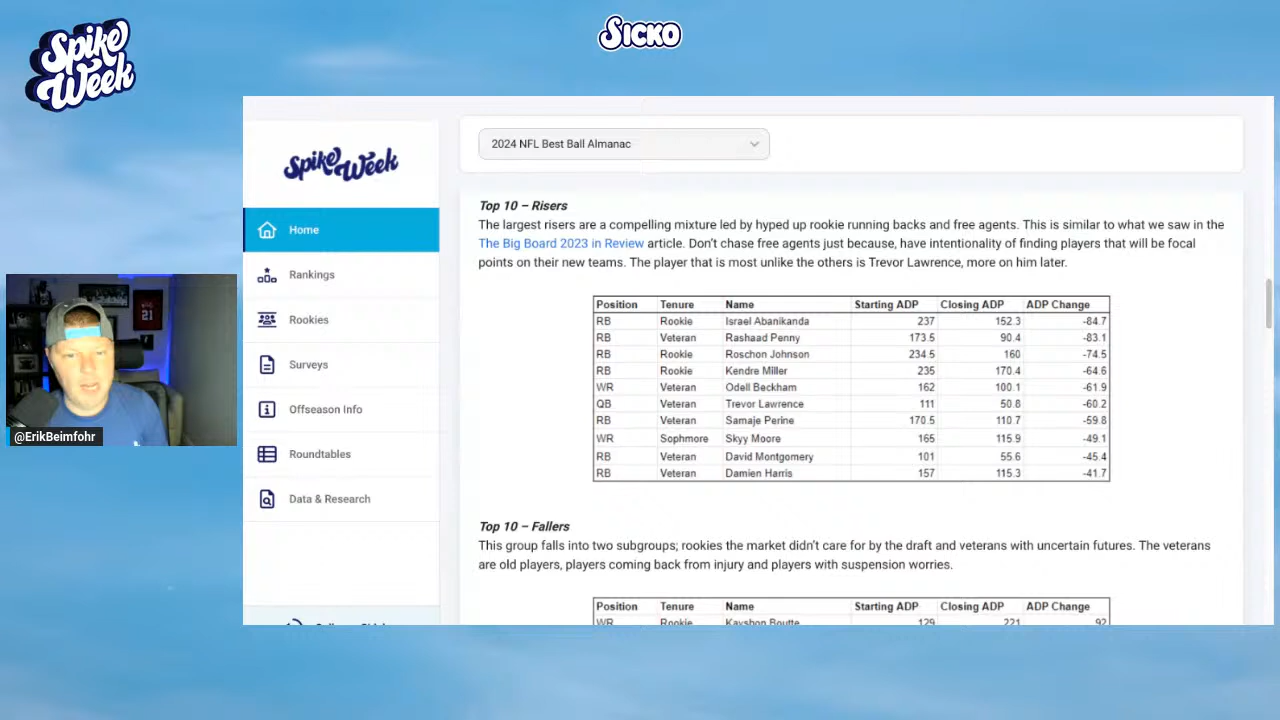 Spike
Week
SICKO
Spike Week
2024 NFL Best Ball Almanac
Home
Rankings
Rookies
Surveys
Offseason Info
Roundtables
Data & Research
Top 10 – Risers
The largest risers are a compelling mixture led by hyped up rookie running backs and free agents. This is similar to what we saw in the
The Big Board 2023 in Review article. Don't chase free agents just because, have intentionality of finding players that will be focal
points on their new teams. The player that is most unlike the others is Trevor Lawrence, more on him later.
Position Tenure Name Starting ADP Closing ADP ADP Change
RB Rookie Israel Abanikanda 237 152.3 -84.7
RB Veteran Rashaad Penny 173.5 90.4 -83.1
RB Rookie Roschon Johnson 234.5 160 -74.5
RB Rookie Kendre Miller 235 170.4 -64.6
WR Veteran Odell Beckham 162 100.1 -61.9
QB Veteran Trevor Lawrence 111 50.8 -60.2
RB Veteran Samaje Perine 170.5 110.7 -59.8
WR Sophmore Skyy Moore 165 115.9 -49.1
RB Veteran David Montgomery 101 55.6 -45.4
RB Veteran Damien Harris 157 115.3 -41.7
Top 10 – Fallers
This group falls into two subgroups; rookies the market didn't care for by the draft and veterans with uncertain futures. The veterans
are old players, players coming back from injury and players with suspension worries.
Position Tenure Name Starting ADP Closing ADP ADP Change
WR Rookie Kayshon Boutte 129 221 92
21
@ErikBeimfohr